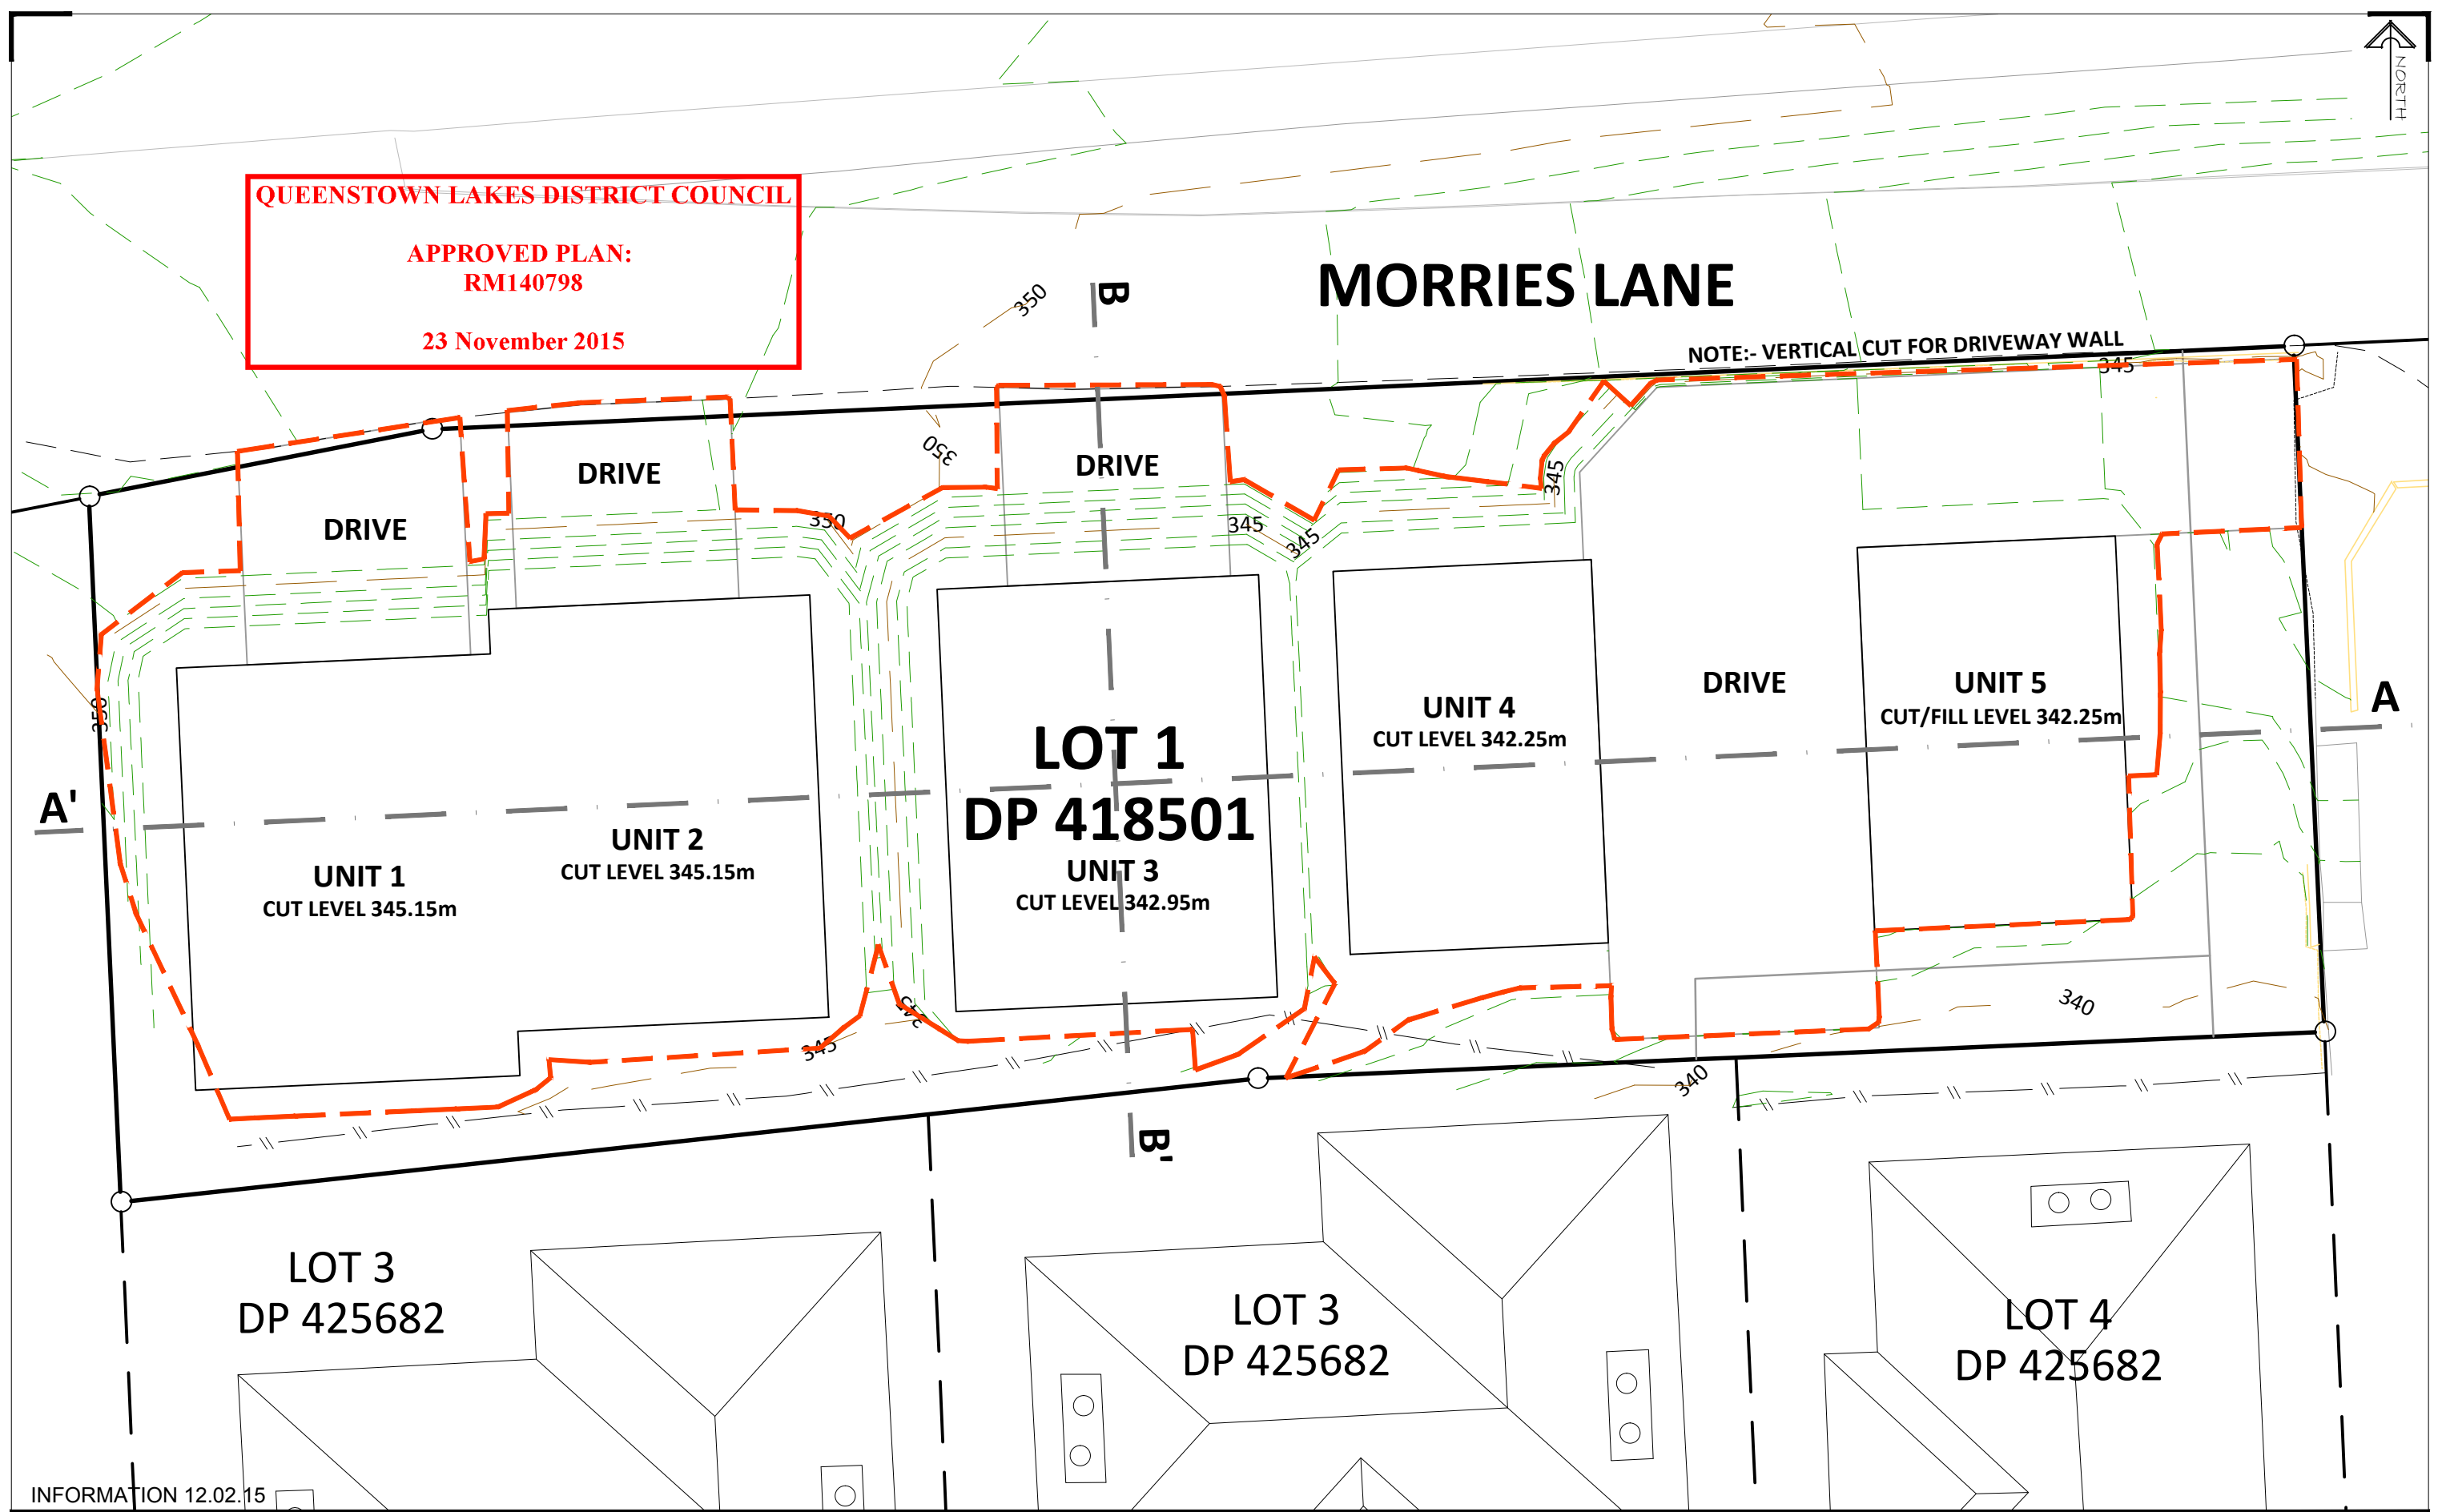 NORTH
QUEENSTOWN LAKES DISTRICT COUNCIL
APPROVED PLAN:
RM140798
23 November 2015
350
B
MORRIES LANE
NOTE:- VERTICAL CUT FOR DRIVEWAY WALL
345
350
DRIVE
DRIVE
DRIVE
345
350
345
345
350
UNIT 4
CUT LEVEL 342.25m
DRIVE
UNIT 5
CUT/FILL LEVEL 342.25m
A
LOT 1
DP 418501
UNIT 3
CUT LEVEL 342.95m
A'
UNIT 2
CUT LEVEL 345.15m
UNIT 1
CUT LEVEL 345.15m
345
345
340
340
B'
LOT 3
DP 425682
LOT 3
DP 425682
LOT 4
DP 425682
INFORMATION 12.02.15